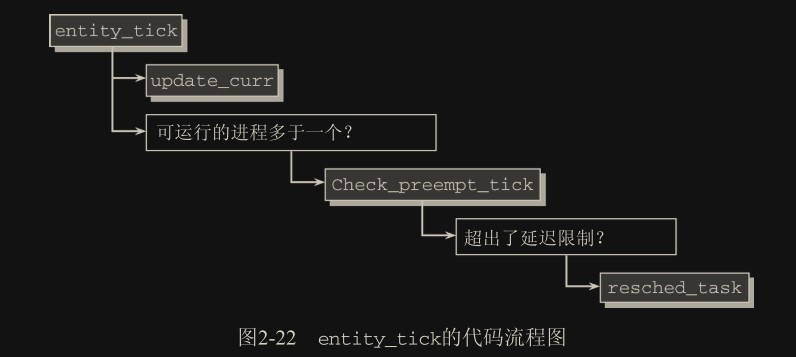 entity_tick
update_curr
可运行的进程多于一个?
Check_preempt_tick
超出了延迟限制?
resched_task
图2-22 entity_tick的代码流程图